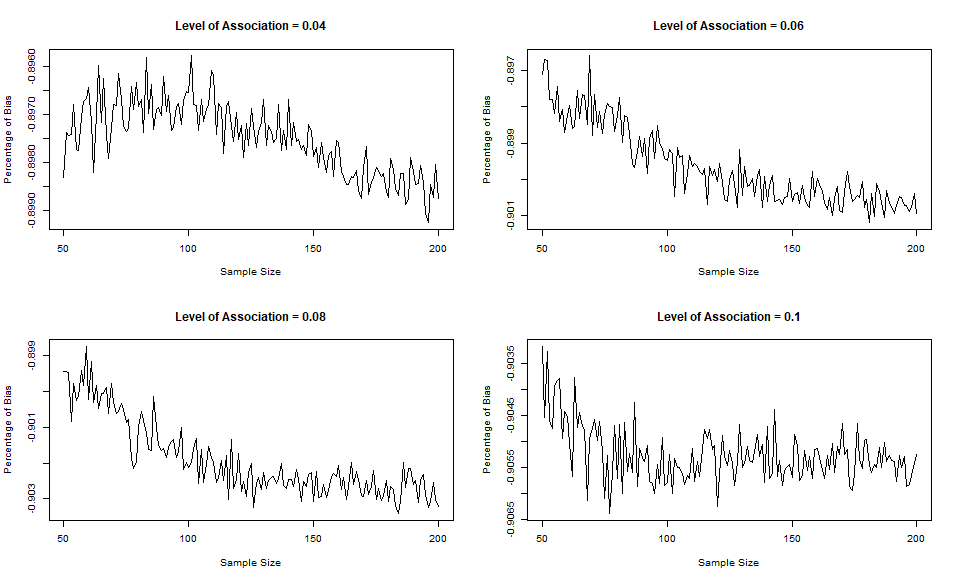 Level of Association = 0.04
Percentage of Bias
-0.8960
-0.8970
-0.8980
-0.8990
50
100
150
200
Sample Size
Level of Association = 0.06
Percentage of Bias
-0.897
-0.899
-0.901
50
100
150
200
Sample Size
Level of Association = 0.08
Percentage of Bias
-0.899
-0.901
-0.903
50
100
150
200
Sample Size
Level of Association = 0.1
Percentage of Bias
-0.9035
-0.9045
-0.9055
-0.9065
50
100
150
200
Sample Size